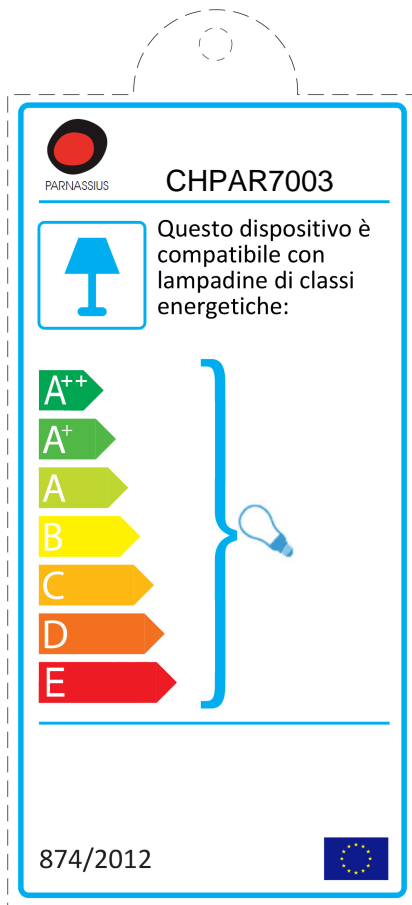 PARNASSIUS
CHPAR7003
Questo dispositivo è
compatibile con
lampadine di classi
energetiche:
A++
A+
A
B
C
D
E
874/2012